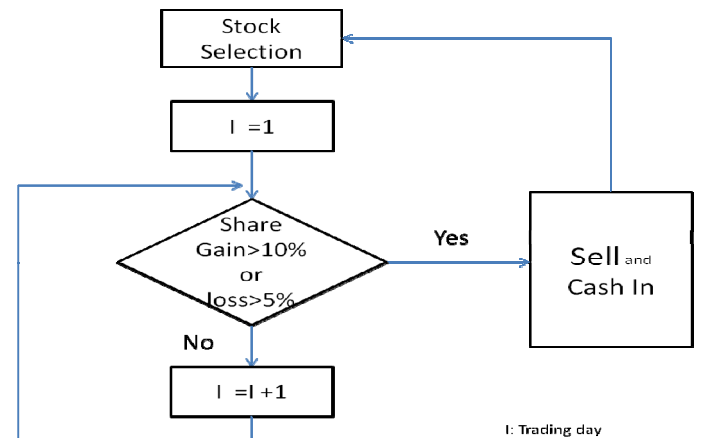 Stock
Selection
I =1
Share
Gain>10%
or
loss>5%
Yes
Sell and
Cash In
No
I =I+1
I: Trading day